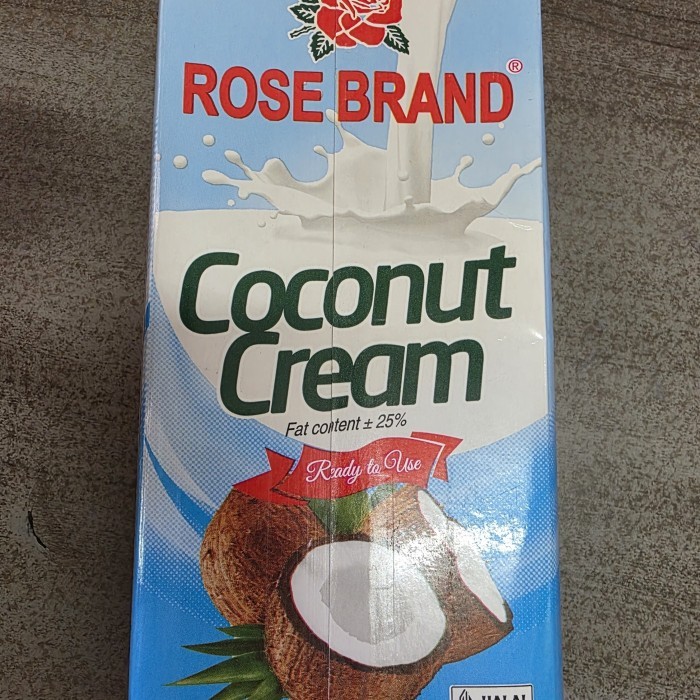 ROSE BRAND®
Coconut
Cream
Fat content ± 25%
Ready to Use